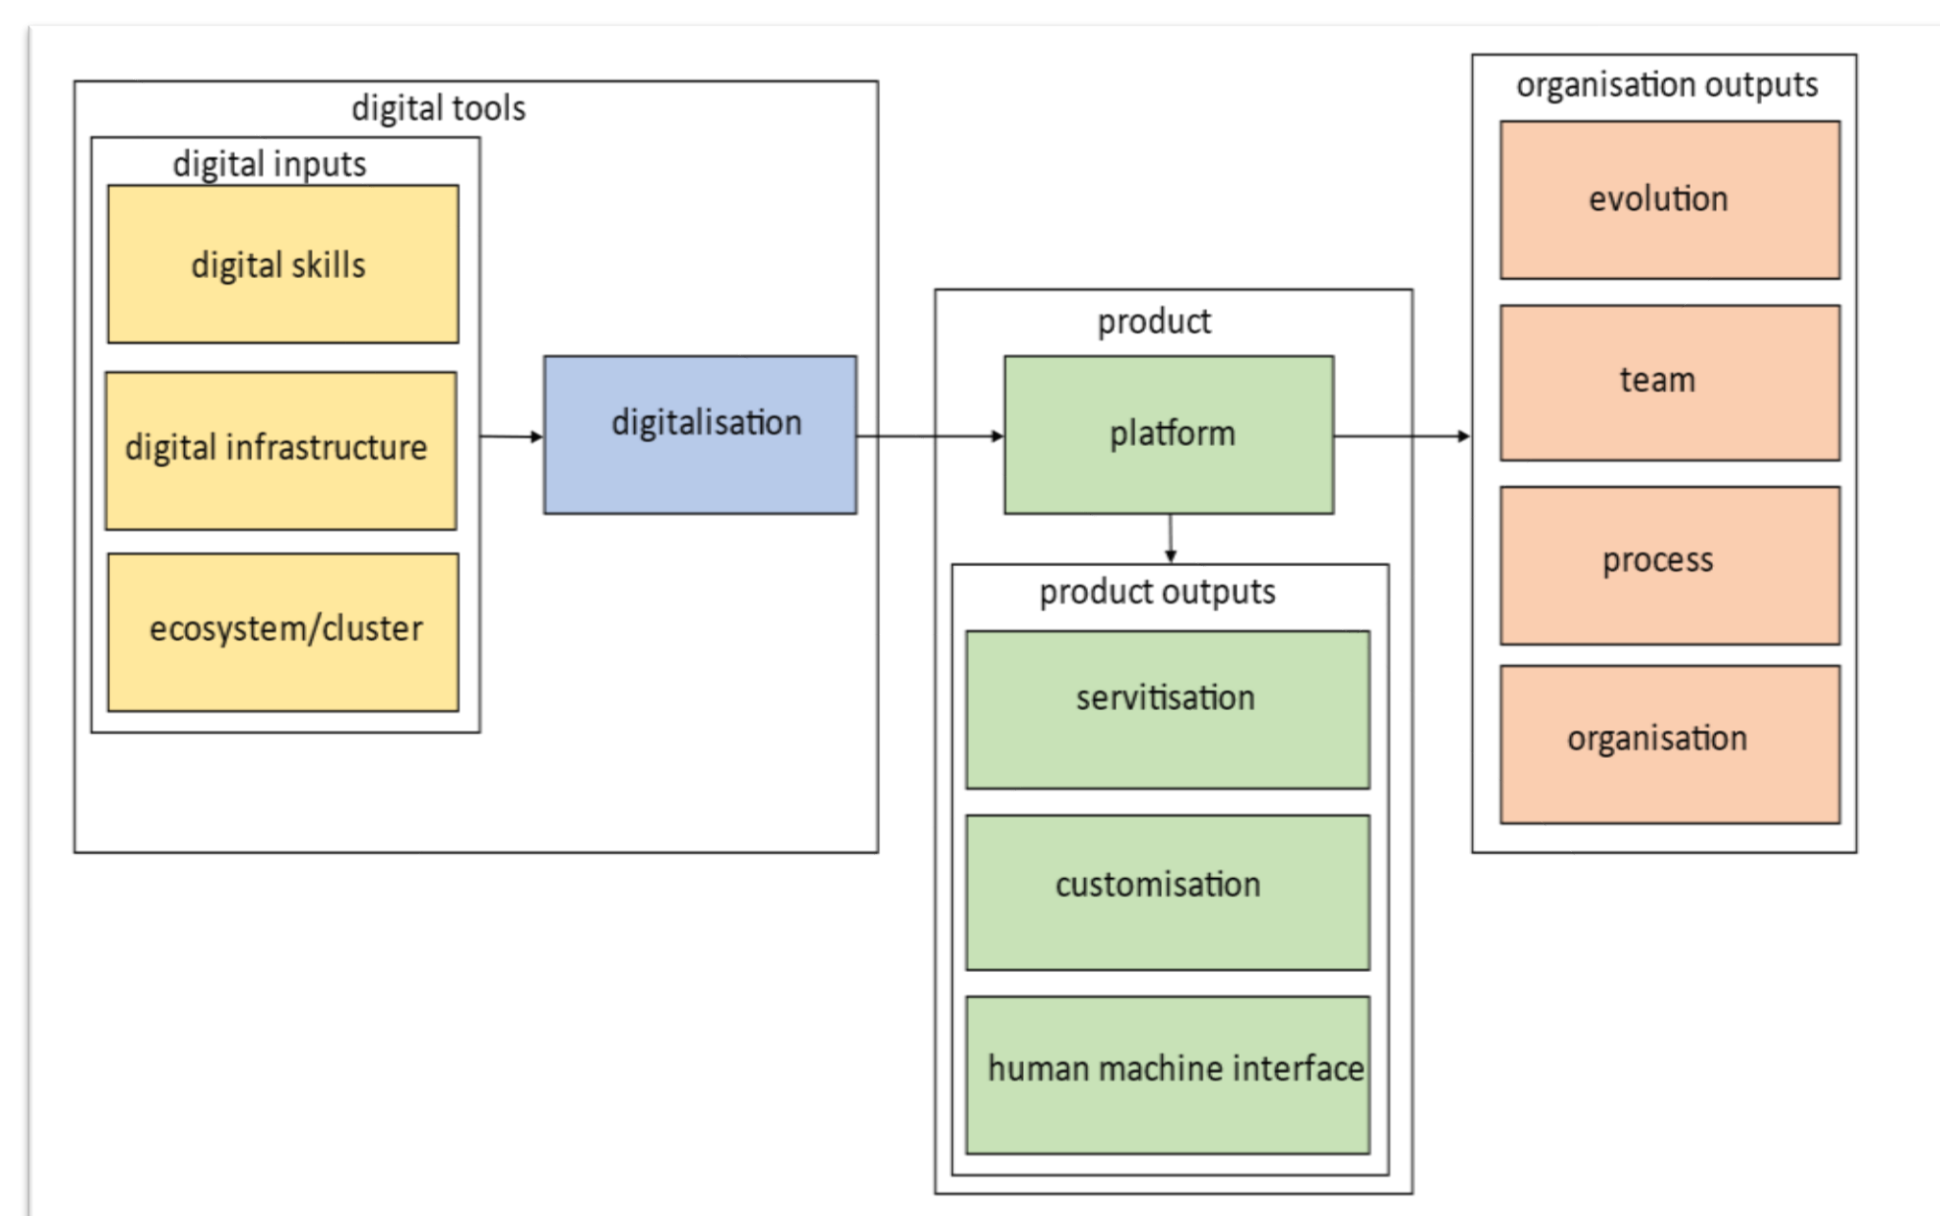 digital tools
digital inputs
digital skills
digital infrastructure
ecosystem/cluster
digitalisation
product
platform
product outputs
servitisation
customisation
human machine interface
organisation outputs
evolution
team
process
organisation